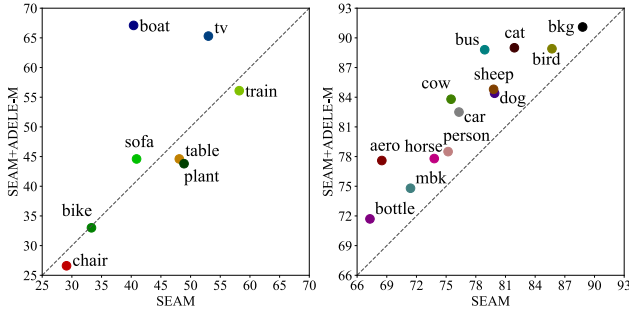 70
65
60
55
50
45
40
35
30
25
SEAM+ADELE-M
boat
tv
train
sofa
table
plant
bike
chair
25 30 35 40 45 50 55 60 65 70
SEAM
93
90
87
84
81
78
75
72
69
66
SEAM+ADELE-M
bkg
cat
bus
bird
sheep
cow
dog
car
person
aero horse
mbk
bottle
66 69 72 75 78 81 84 87 90 93
SEAM